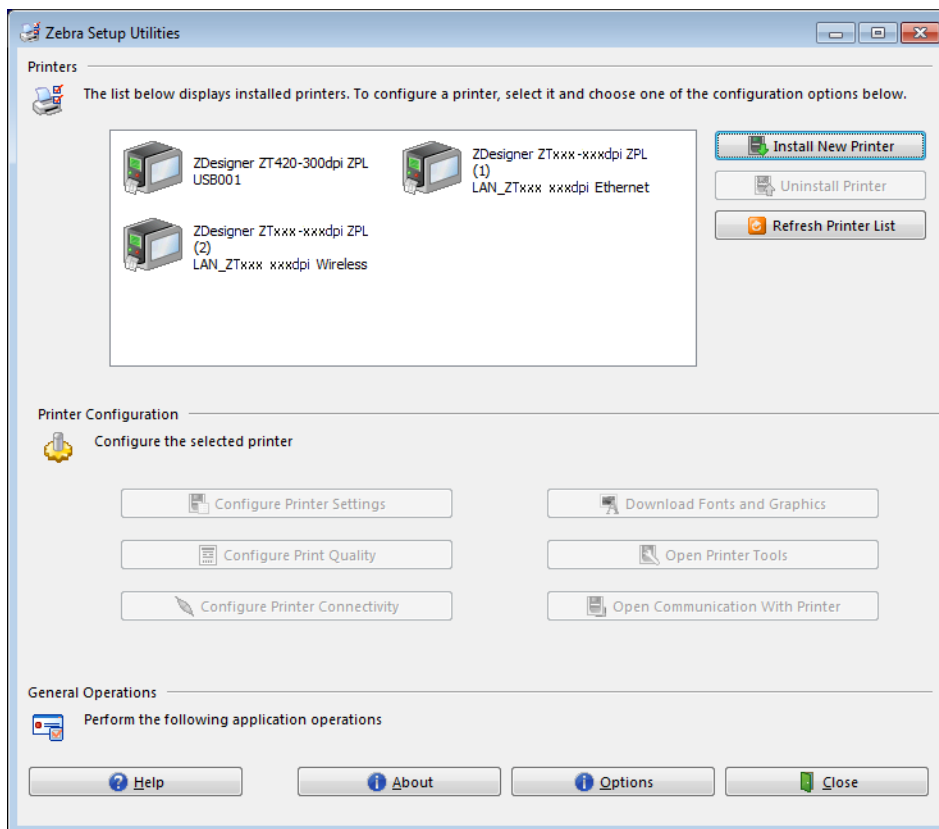 Zebra Setup Utilities
Printers
The list below displays installed printers. To configure a printer, select it and choose one of the configuration options below.
ZDesigner ZT420-300dpi ZPL
USB001
ZDesigner ZTxxx-xxxdpi ZPL
(1)
LAN_ZTxxx xxxdpi Ethernet
ZDesigner ZTxxx-xxxdpi ZPL
(2)
LAN_ZTxxx xxxdpi Wireless
Install New Printer
Uninstall Printer
Refresh Printer List
Printer Configuration
Configure the selected printer
Configure Printer Settings
Download Fonts and Graphics
Configure Print Quality
Open Printer Tools
Configure Printer Connectivity
Open Communication With Printer
General Operations
Perform the following application operations
Help
About
Options
Close